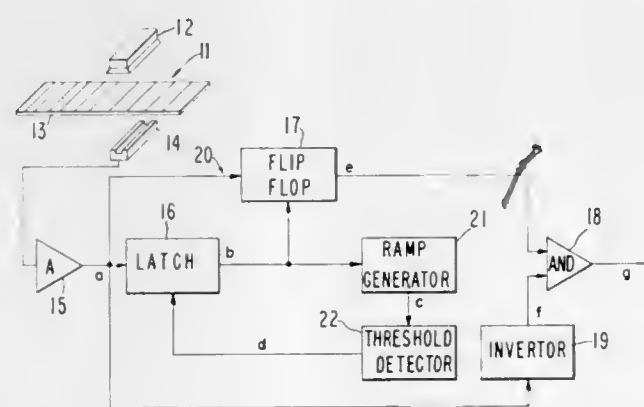 12
11
13
14
17
FLIP
FLOP
20
e
16
LATCH
a
b
A
15
21
RAMP
GENERATOR
c
22
THRESHOLD
DETECTOR
d
18
AND
g
f
INVERTOR
19